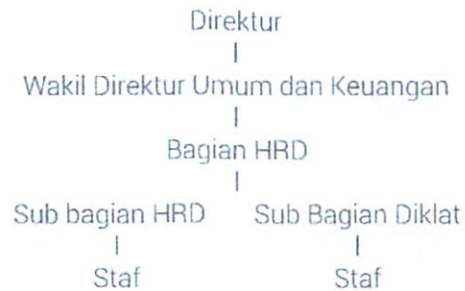 Direktur
Wakil Direktur Umum dan Keuangan
Bagian HRD
Sub bagian HRD Sub Bagian Diklat
Staf Staf